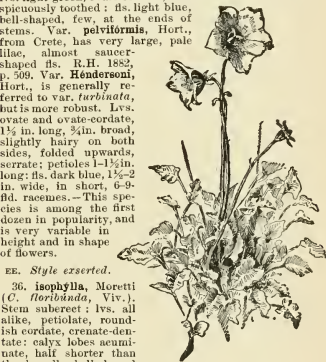 spicuously toothed : fls. light blue,
bell-shaped, few, at the ends of
stems. Var. pelvifórmis, Hort.,
from Crete, has very large, pale
lilac, almost saucer-
shaped fls. R.H. 1882,
p. 509. Var. Héndersoni,
Hort., is generally re-
ferred to var. turbinata,
but is more robust. Lvs.
ovate and ovate-cordate,
1½ in. long, ¾in. broad,
slightly hairy on both
sides, folded upwards,
serrate; petioles 1-1½in.
long: fls. dark blue, 1½-2
in. wide, in short, 6-9-
fld. racemes.—This spe-
cies is among the first
dozen in popularity, and
is very variable in
height and in shape
of flowers.
EE. Style exserted.
36. isophýlla, Moretti
(C. floribúnda, Viv.).
Stem suberect : lvs. all
alike, petiolate, round-
ish cordate, crenate-den-
tate: calyx lobes acumi-
nate, half shorter than